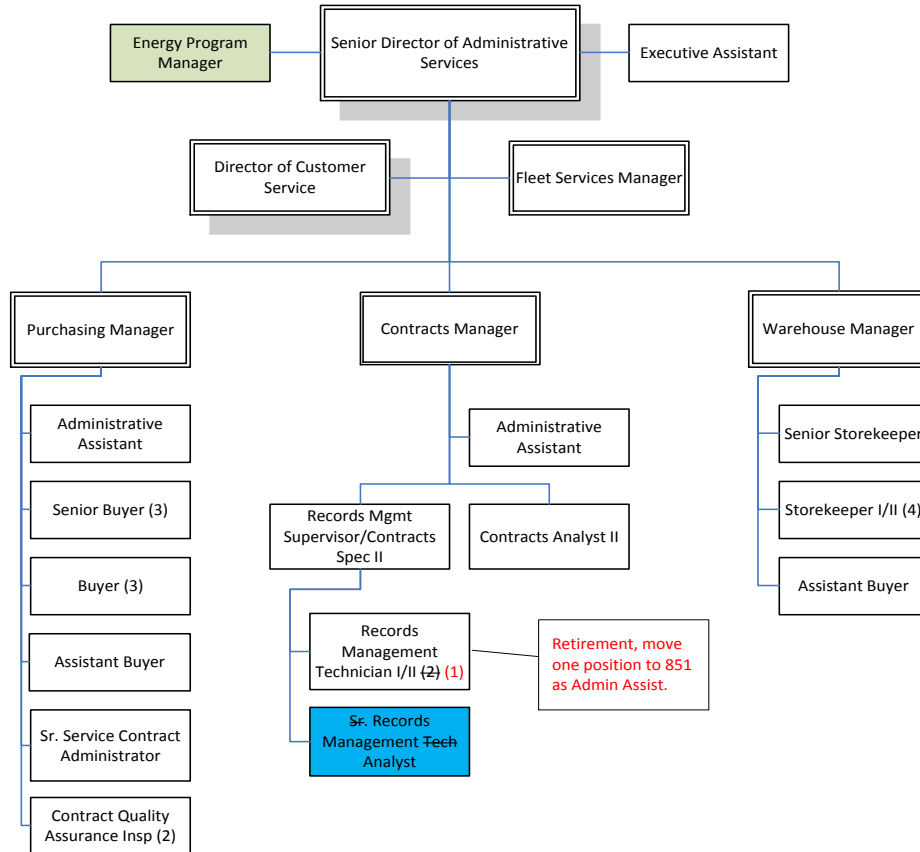 Energy Program
Manager
Senior Director of Administrative
Services
Executive Assistant
Director of Customer
Service
Fleet Services Manager
Purchasing Manager
Contracts Manager
Warehouse Manager
Administrative
Assistant
Senior Buyer (3)
Buyer (3)
Assistant Buyer
Sr. Service Contract
Administrator
Contract Quality
Assurance Insp (2)
Administrative
Assistant
Records Mgmt
Supervisor/Contracts
Spec II
Contracts Analyst II
Records
Management
Technician I/II (2) (1)
Retirement, move
one position to 851
as Admin Assist.
Sr. Records
Management Tech
Analyst
Senior Storekeeper
Storekeeper I/II (4)
Assistant Buyer